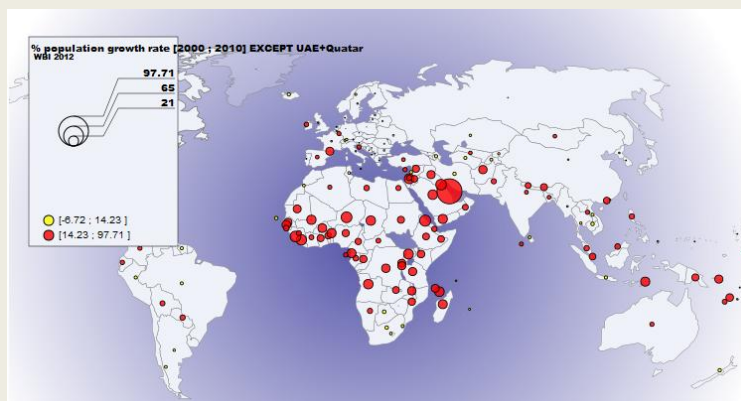 % population growth rate [2000 ; 2010] EXCEPT UAE+Quatar
WBI 2012
97.71
65
21
[-6.72 ; 14.23 ]
[14.23 ; 97.71 ]